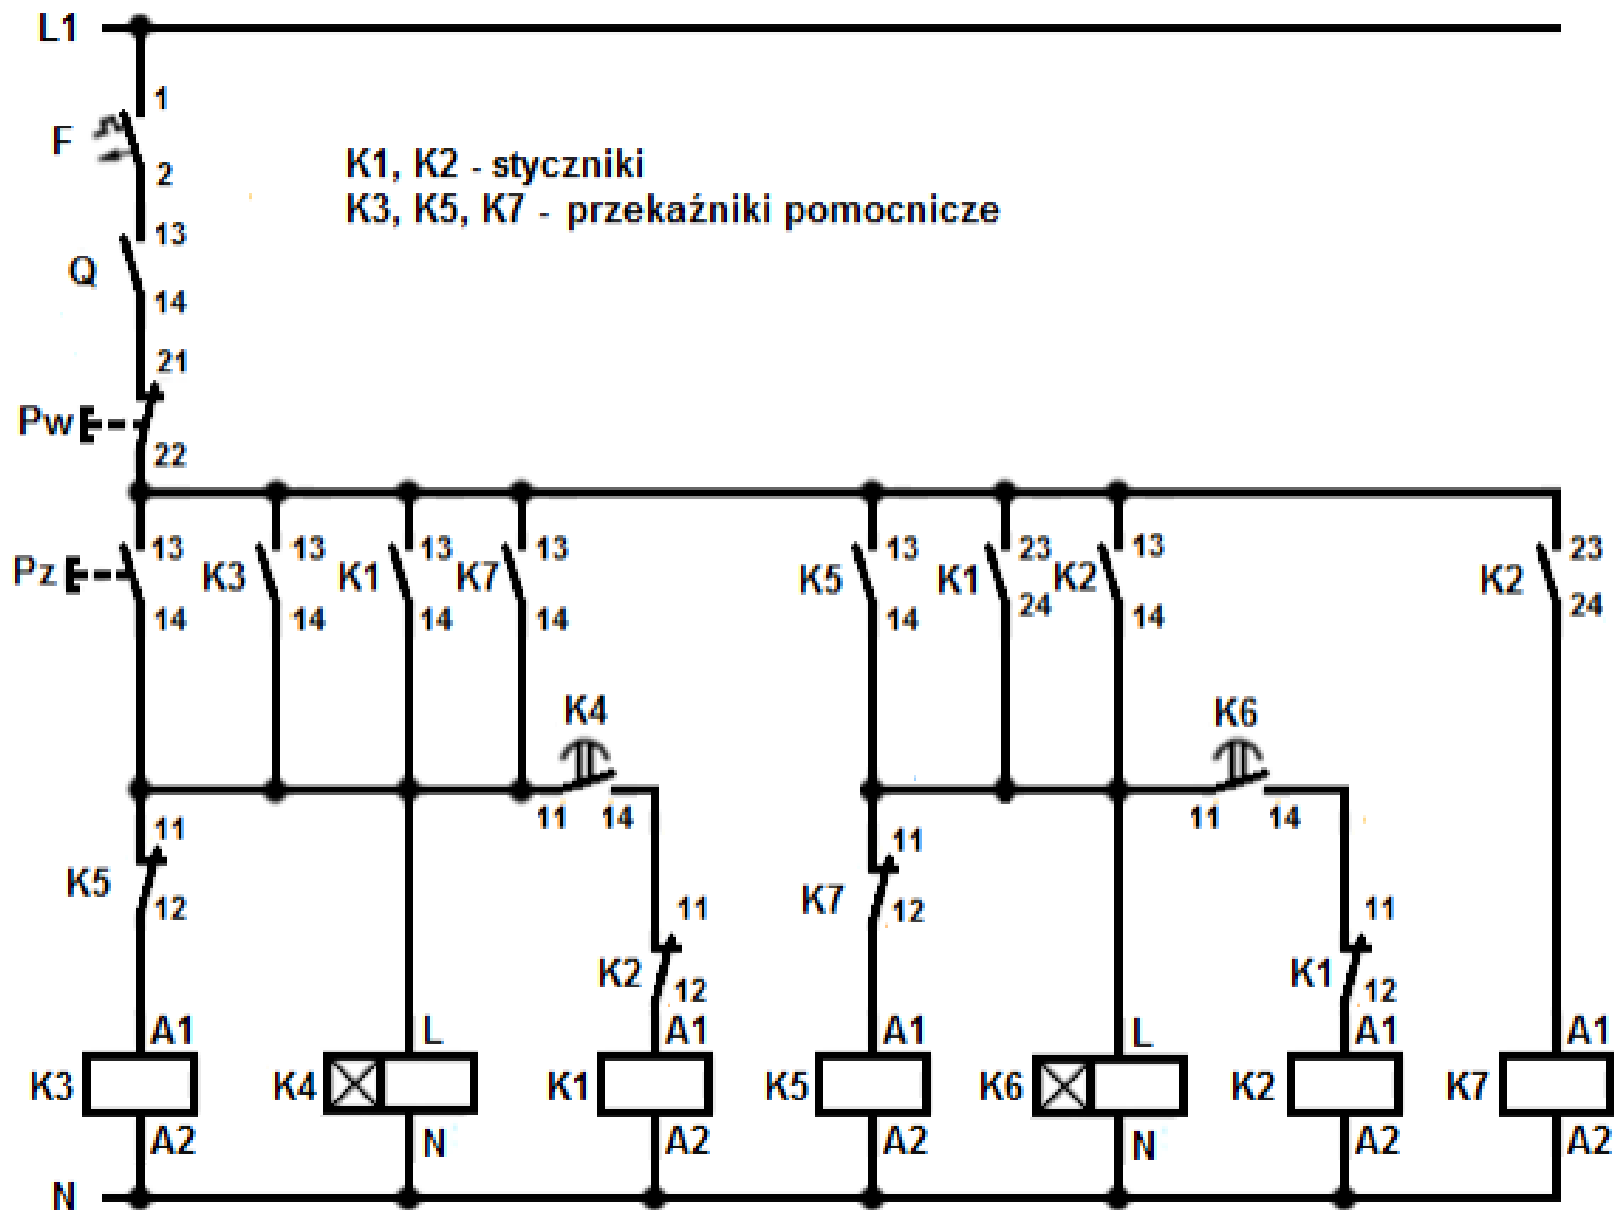 L1
1
F
2
K1, K2 - styczniki
K3, K5, K7 - przekaźniki pomocnicze
13
Q
14
21
Pw
22
13 13 13 13 13 23 13 23
Pz K3 K1 K7 K5 K1 K2 K2
14 14 14 14 14 24 14 24
K4 K6
11 14 11 14
11 11
K5 K7
12 12
11 11
K2 K1
12 12
A1 L A1 A1 L A1 A1
K3 K4 K1 K5 K6 K2 K7
A2 N A2 A2 N A2 A2
N